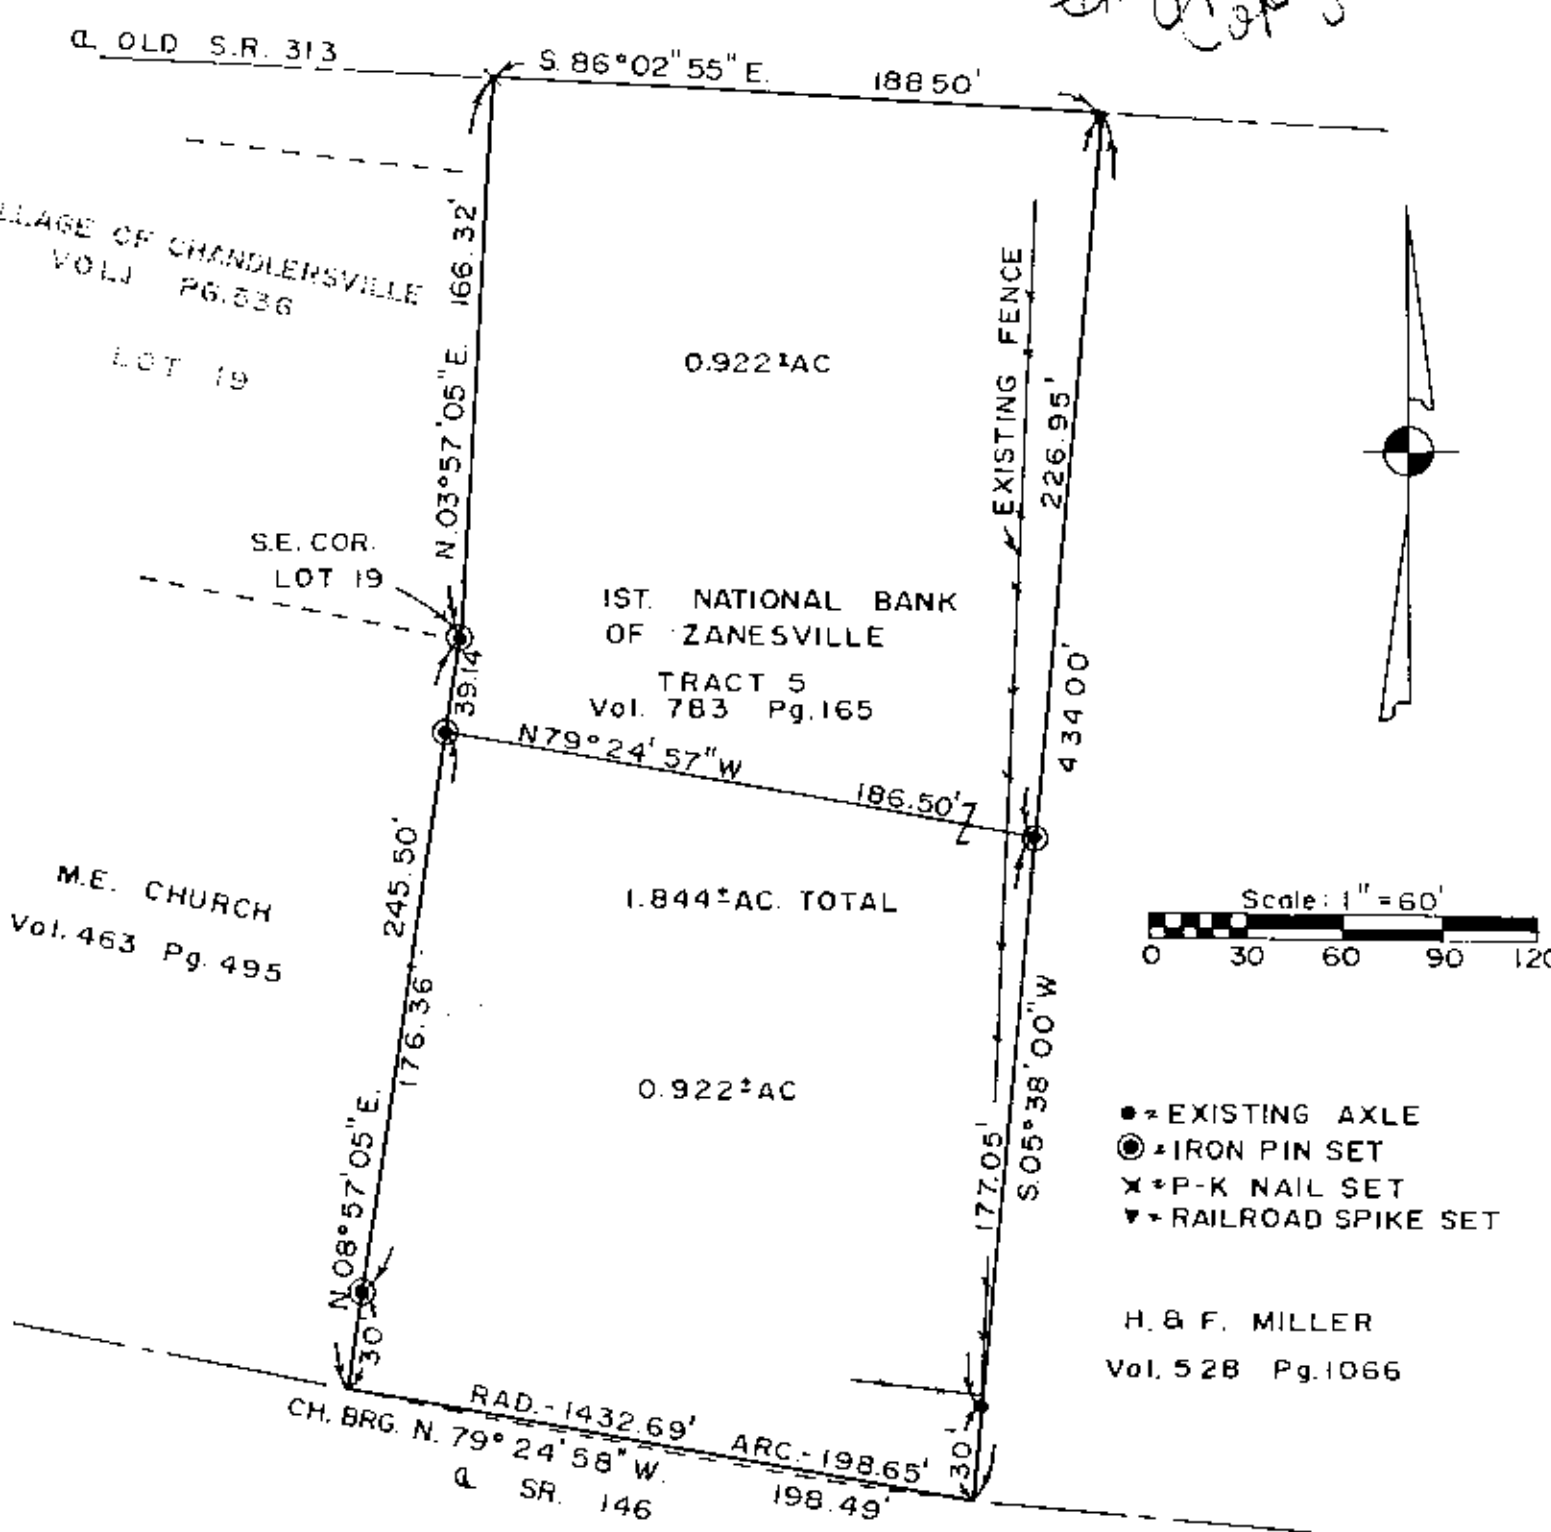 ℄ OLD S.R. 313
S. 86°02"55" E. 188 50'
LLAGE OF CHANDLERSVILLE
VOL.J PG.536
LOT 19
N.03°57'05"E. 166.32'
0.922±AC
EXISTING FENCE
226.95'
434 00'
S.E. COR.
LOT 19
39.14'
1ST. NATIONAL BANK
OF ZANESVILLE
TRACT 5
Vol. 783 Pg.165
N79°24'57"W
186.50'
M.E. CHURCH
Vol. 463 Pg. 495
245.50'
176.36'
N.08°57'05"E.
30'
1.844±AC. TOTAL
0.922±AC
S.05°38'00"W
177.05'
30'
Scale: 1"=60'
0 30 60 90 120
= EXISTING AXLE
= IRON PIN SET
= P-K NAIL SET
= RAILROAD SPIKE SET
H. & F. MILLER
Vol. 528 Pg.1066
RAD.-1432.69' ARC.-198.65'
CH. BRG. N. 79°24'58" W. 198.49'
℄ SR. 146